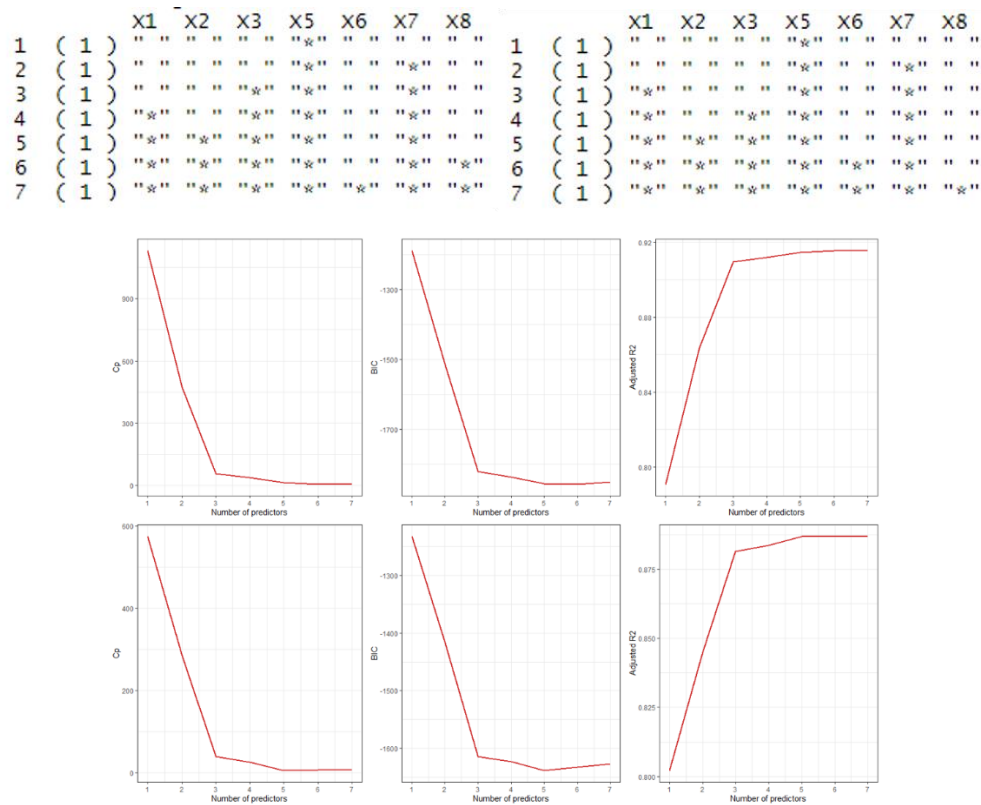 X1 X2 X3 X5 X6 X7 X8
1 ( 1 ) " " " " " " "*" " " " " " "
2 ( 1 ) " " " " " " "*" " " "*" " "
3 ( 1 ) " " " " "*" "*" " " "*" " "
4 ( 1 ) "*" " " "*" "*" " " "*" " "
5 ( 1 ) "*" "*" "*" "*" " " "*" " "
6 ( 1 ) "*" "*" "*" "*" " " "*" "*"
7 ( 1 ) "*" "*" "*" "*" "*" "*" "*"
X1 X2 X3 X5 X6 X7 X8
1 ( 1 ) " " " " " " "*" " " " " " "
2 ( 1 ) " " " " " " "*" " " "*" " "
3 ( 1 ) "*" " " " " "*" " " "*" " "
4 ( 1 ) "*" " " "*" "*" " " "*" " "
5 ( 1 ) "*" "*" "*" "*" " " "*" " "
6 ( 1 ) "*" "*" "*" "*" "*" "*" " "
7 ( 1 ) "*" "*" "*" "*" "*" "*" "*"
Cp
900
600
300
0
1 2 3 4 5 6 7
Number of predictors
BIC
-1300
-1500
-1700
1 2 3 4 5 6 7
Number of predictors
Adjusted R2
0.92
0.88
0.84
0.80
1 2 3 4 5 6 7
Number of predictors
Cp
600
400
200
0
1 2 3 4 5 6 7
Number of predictors
BIC
-1300
-1400
-1500
-1600
1 2 3 4 5 6 7
Number of predictors
Adjusted R2
0.875
0.850
0.825
0.800
1 2 3 4 5 6 7
Number of predictors